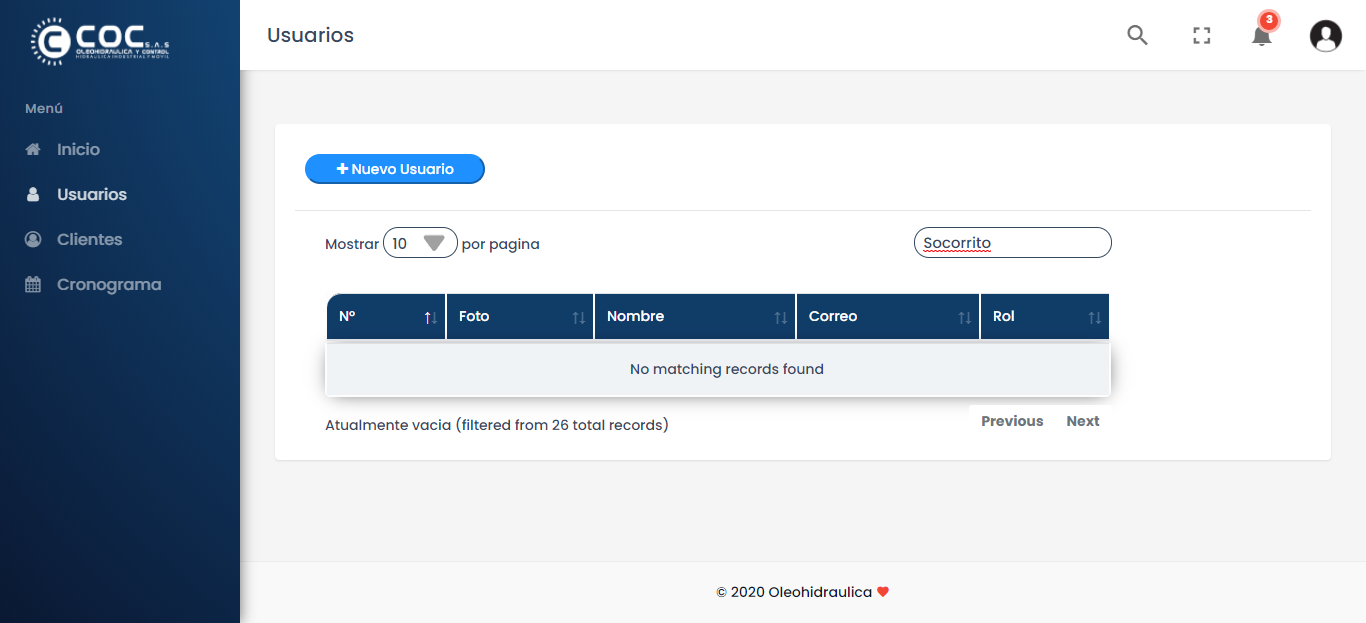 COC S.A.S
OLEOHIDRAULICA Y CONTROL
HIDRAULICA INDUSTRIAL Y MOVIL
Usuarios
3
Menú
Inicio
Usuarios
Clientes
Cronograma
Nuevo Usuario
Mostrar 10 por pagina
Socorrito
Nº Foto Nombre Correo Rol
No matching records found
Atualmente vacia (filtered from 26 total records)
Previous Next
© 2020 Oleohidraulica